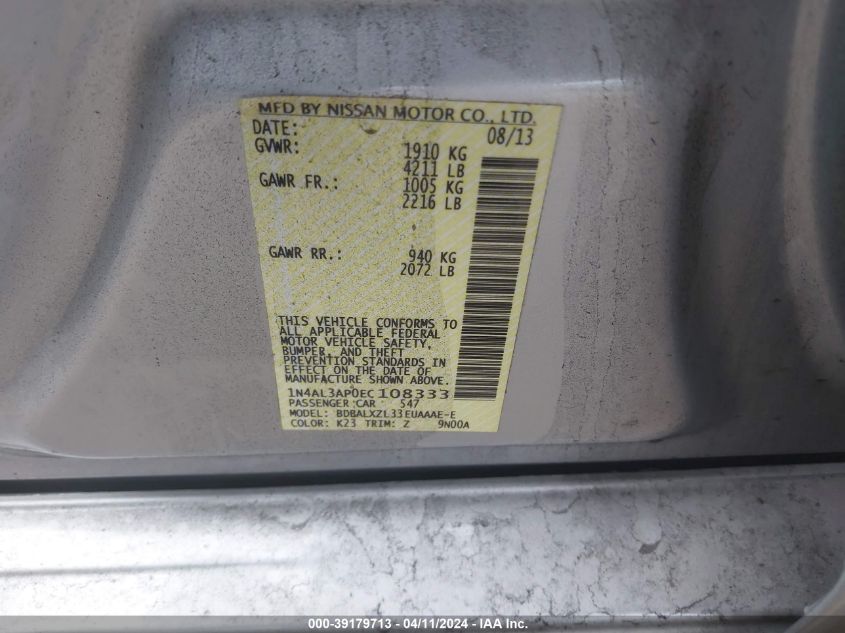 MFD BY NISSAN MOTOR CO., LTD.
DATE: 08/13
GVWR: 1910 KG
4211 LB
GAWR FR.: 1005 KG
2216 LB
GAWR RR.: 940 KG
2072 LB
THIS VEHICLE CONFORMS TO
ALL APPLICABLE FEDERAL
MOTOR VEHICLE SAFETY,
BUMPER, AND THEFT
PREVENTION STANDARDS IN
EFFECT ON THE DATE OF
MANUFACTURE SHOWN ABOVE.
1N4AL3AP0EC108333
PASSENGER CAR 547
MODEL: BDBALXZL33EUAAAE-E
COLOR: K23 TRIM: Z 9N00A
000-39179713 - 04/11/2024 - IAA Inc.